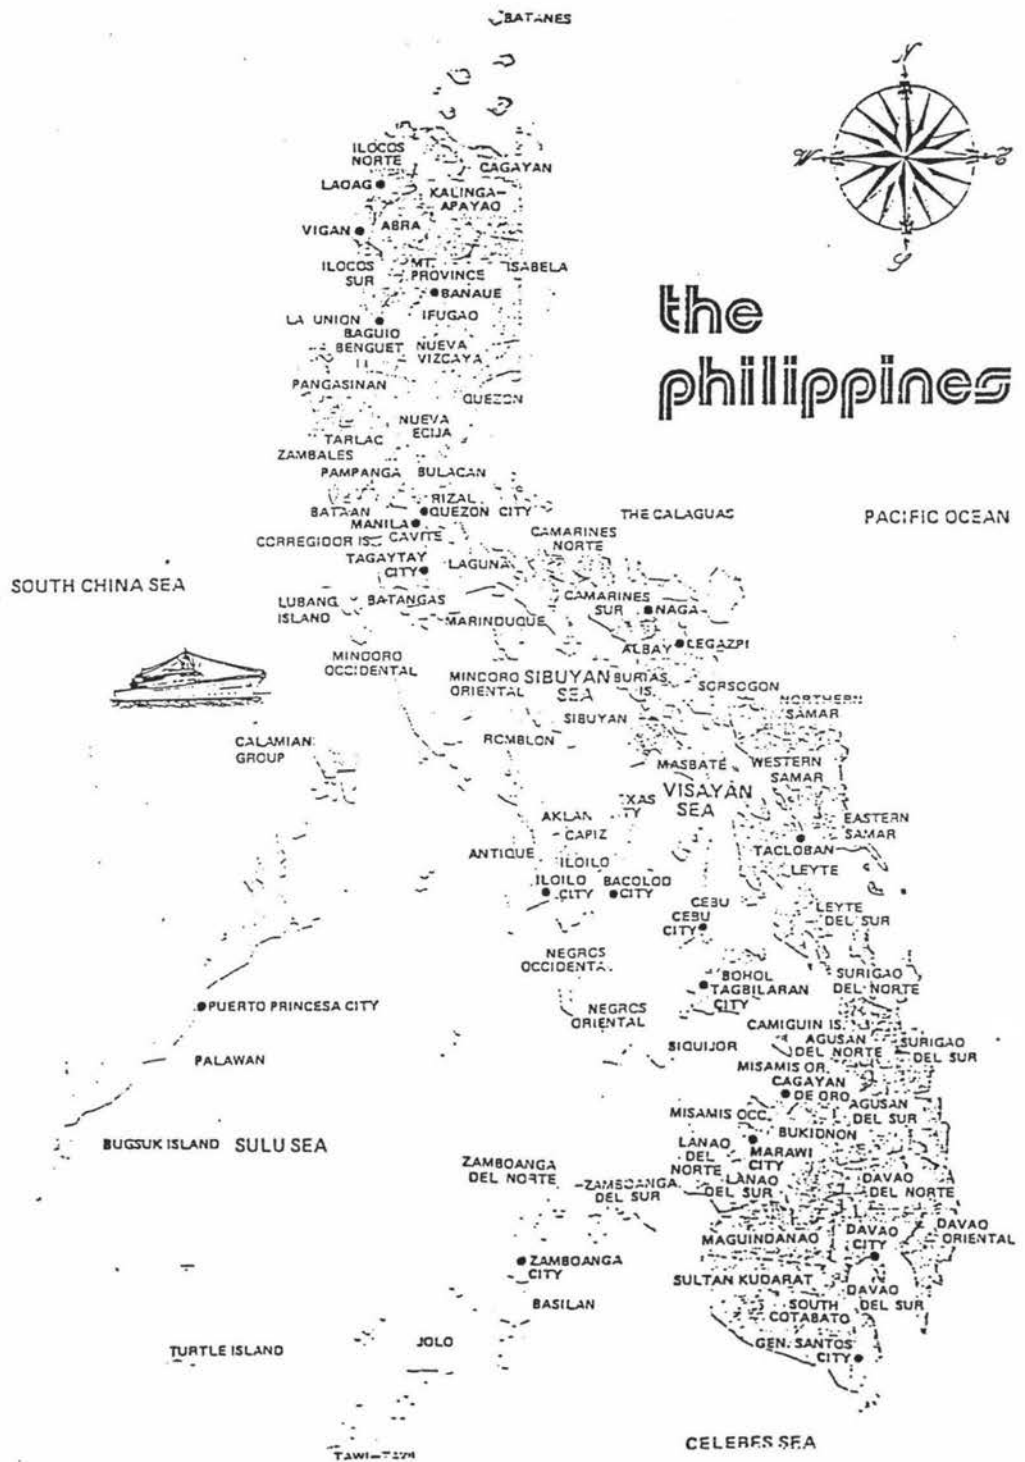 BATANES
N
W
S
ILOCOS
NORTE
CAGAYAN
LAOAG
KALINGA-
APAYAO
VIGAN
ABRA
ILOCOS
SUR
MT.
PROVINCE
ISABELA
BANAUE
the
philippines
LA UNION
IFUGAO
BAGUIO
BENGUET
NUEVA
VIZCAYA
PANGASINAN
QUEZON
NUEVA
ECIJA
TARLAC
ZAMBALES
PAMPANGA
BULACAN
RIZAL
BATAAN
QUEZON CITY
MANILA
THE CALAGUAS
PACIFIC OCEAN
CORREGIDOR IS.
CAVITE
CAMARINES
NORTE
TAGAYTAY
CITY
LAGUNA
SOUTH CHINA SEA
LUBANG
ISLAND
BATANGAS
CAMARINES
SUR
NAGA
MARINDUQUE
ALBAY
LEGAZPI
MINDORO
OCCIDENTAL
MINDORO
ORIENTAL
SIBUYAN
SEA
BURIAS
IS.
SORSOGON
NORTHERN
SAMAR
SIBUYAN
CALAMIAN
GROUP
ROMBLON
MASBATE
WESTERN
SAMAR
VISAYAN
SEA
XAS
TY
AKLAN
CAPIZ
EASTERN
SAMAR
TACLOBAN
ANTIQUE
ILOILO
LEYTE
ILOILO
CITY
BACOLOD
CITY
CEBU
CEBU
CITY
LEYTE
DEL SUR
NEGROS
OCCIDENTAL
BOHOL
TAGBILARAN
CITY
SURIGAO
DEL NORTE
PUERTO PRINCESA CITY
NEGROS
ORIENTAL
CAMIGUIN IS.
SIQUIJOR
AGUSAN
DEL NORTE
SURIGAO
DEL SUR
PALAWAN
MISAMIS OR.
CAGAYAN
DE ORO
AGUSAN
DEL SUR
MISAMIS OCC.
BUKIDNON
BUGSUK ISLAND
SULU SEA
LANAO
DEL
NORTE
MARAWI
CITY
ZAMBOANGA
DEL NORTE
ZAMBOANGA
DEL SUR
LANAO
DEL SUR
DAVAO
DEL NORTE
MAGUINDANAO
DAVAO
CITY
DAVAO
ORIENTAL
ZAMBOANGA
CITY
SULTAN KUDARAT
DAVAO
DEL SUR
BASILAN
SOUTH
COTABATO
TURTLE ISLAND
JOLO
GEN. SANTOS
CITY
CELEBES SEA
TAWI-TAWI